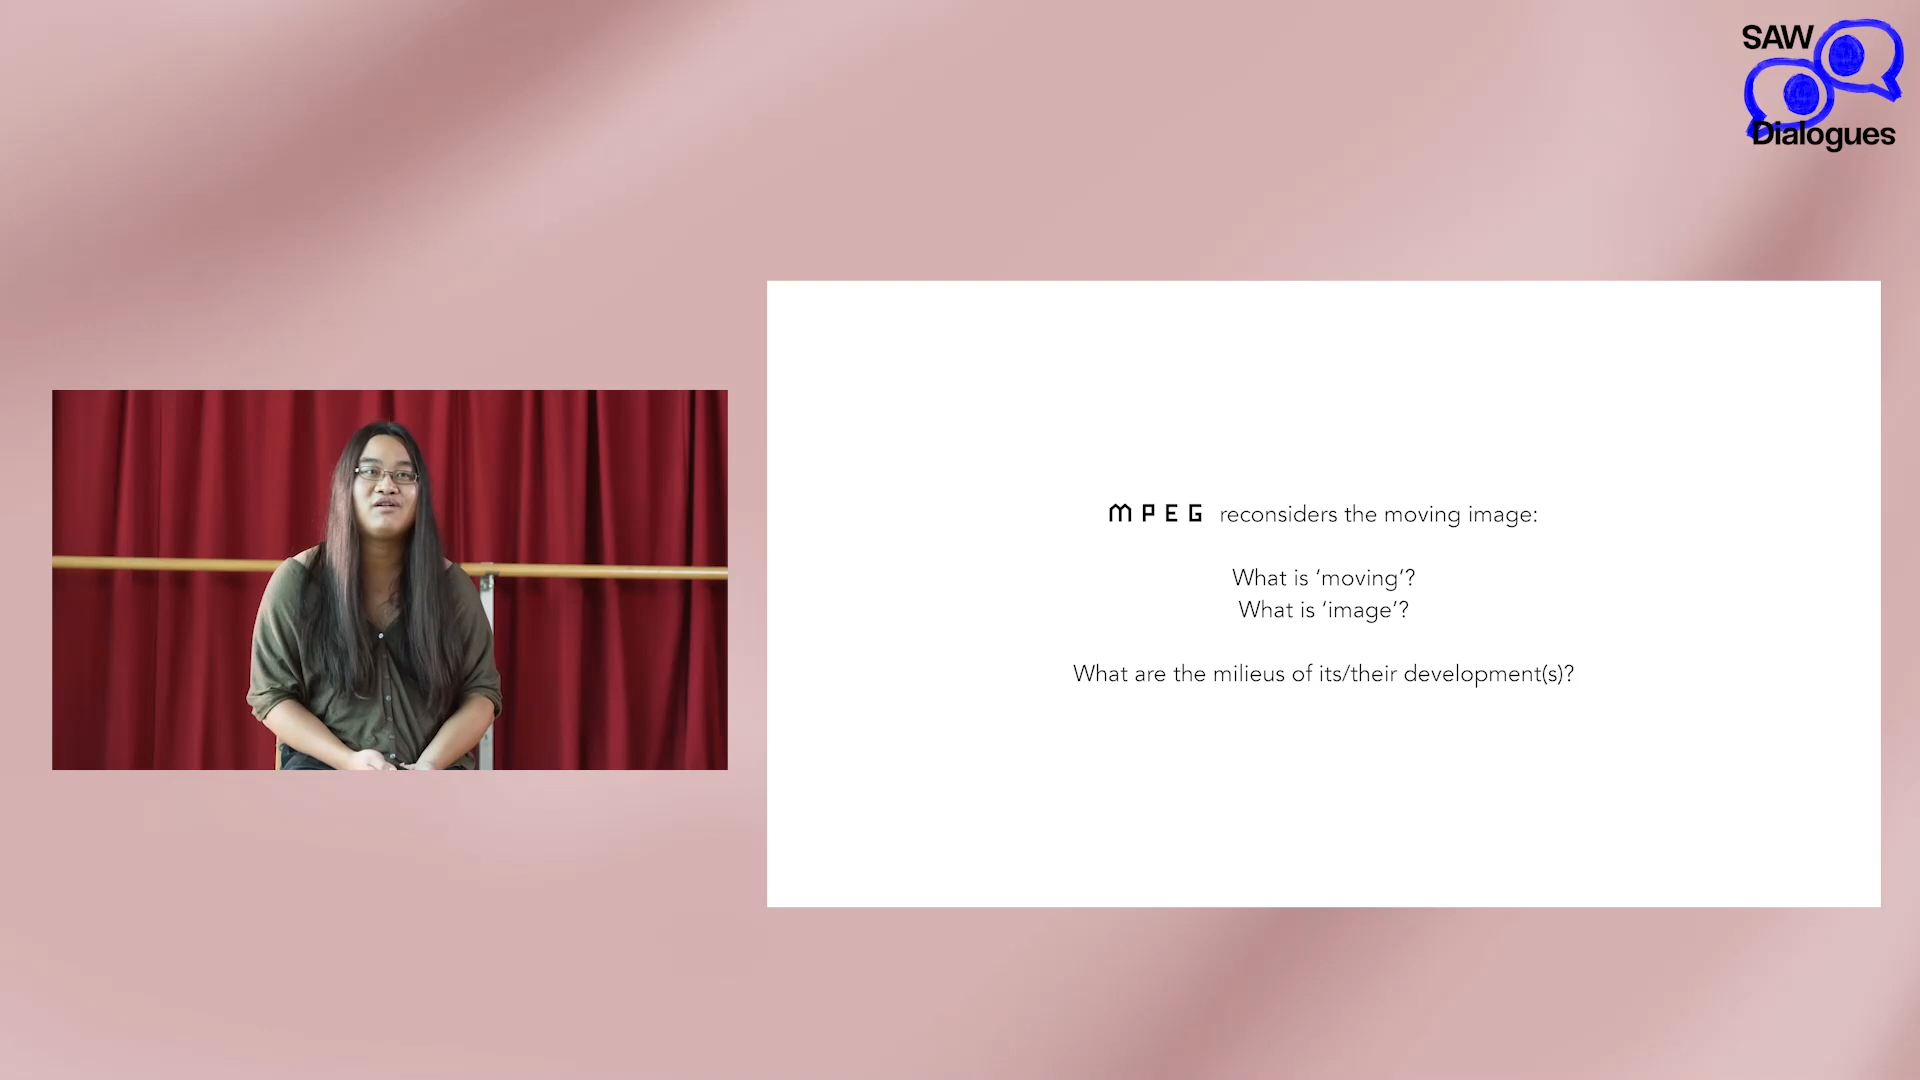 SAW
Dialogues
MPEG reconsiders the moving image:
What is ‘moving’?
What is ‘image’?
What are the milieus of its/their development(s)?